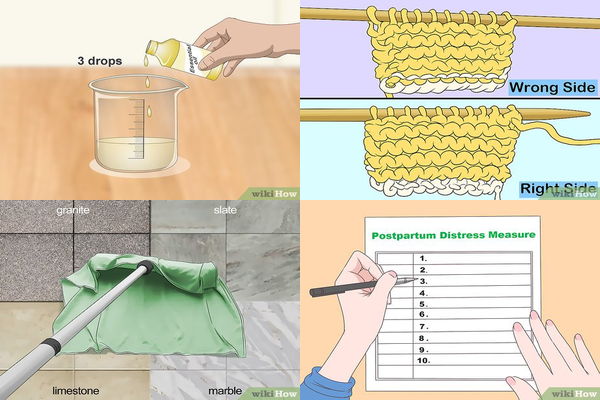 3 drops
Essential
oil
wikiHow
Wrong Side
Right Side
wikiHow
granite
slate
limestone
marble
wikiHow
Postpartum Distress Measure
1.
2.
3.
4.
5.
6.
7.
8.
9.
10.
wikiHow